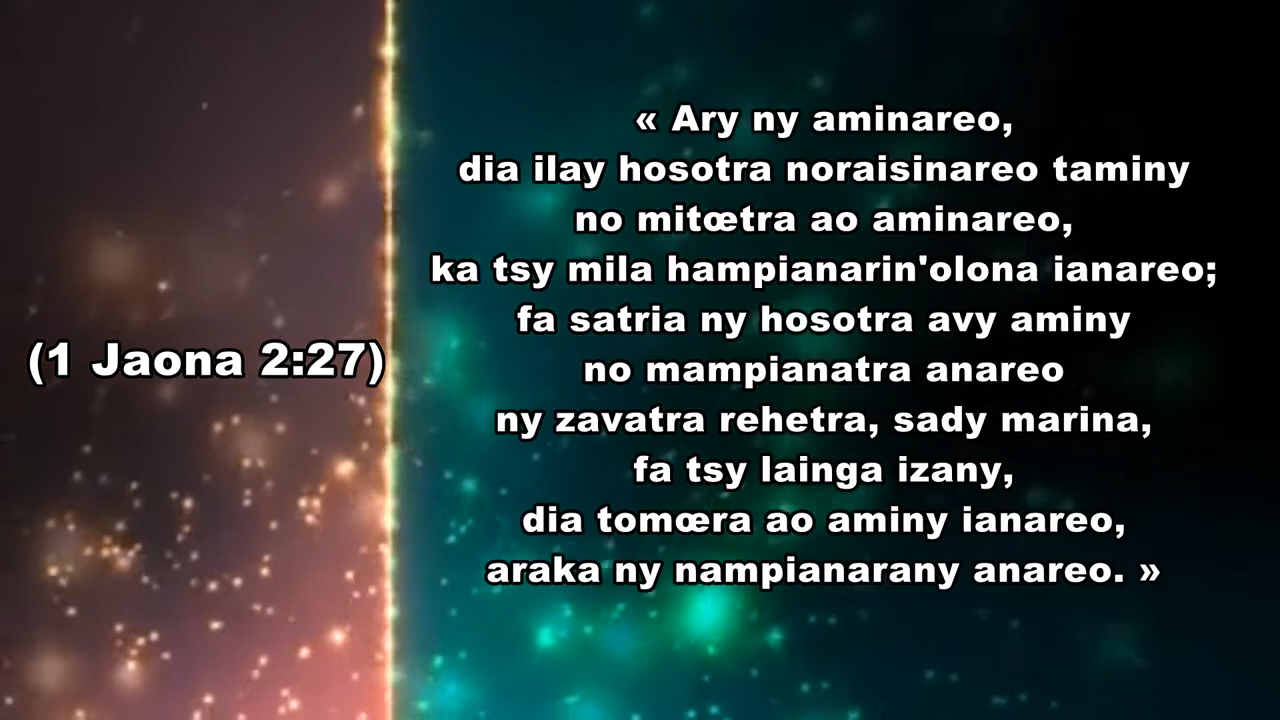 (1 Jaona 2:27)
« Ary ny aminareo,
dia ilay hosotra noraisinareo taminy
no mitœtra ao aminareo,
ka tsy mila hampianarin'olona ianareo;
fa satria ny hosotra avy aminy
no mampianatra anareo
ny zavatra rehetra, sady marina,
fa tsy lainga izany,
dia tomœra ao aminy ianareo,
araka ny nampianarany anareo. »